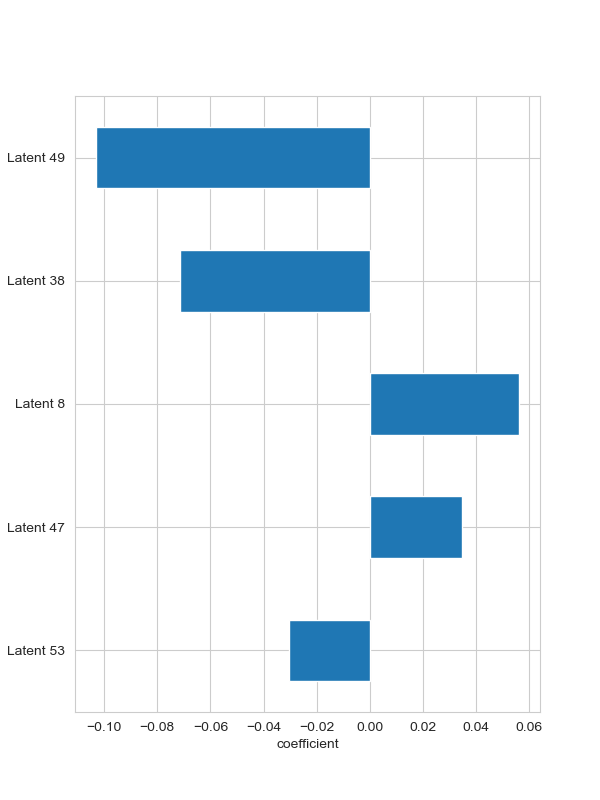 Latent 49
Latent 38
Latent 8
Latent 47
Latent 53
−0.10 −0.08 −0.06 −0.04 −0.02 0.00 0.02 0.04 0.06
coefficient